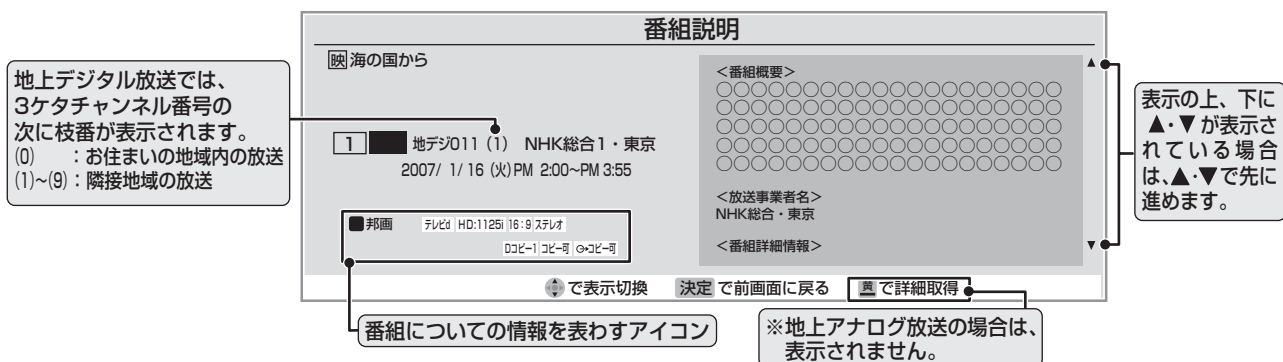 番組説明
映 海の国から
地上デジタル放送では、
3ケタチャンネル番号の
次に枝番が表示されます。
(0) :お住まいの地域内の放送
(1)~(9):隣接地域の放送
1 地デジ011 (1) NHK総合1・東京
2007/ 1/ 16 (火) PM 2:00~PM 3:55
■邦画 テレビd HD:1125i 16:9 ステレオ
Dコピー1 コピー可 コピー可
<番組概要>
○○○○○○○○○○○○○○○○○○
○○○○○○○○○○○○○○○○○○
○○○○○○○○○○○○○○○○○○
○○○○○○○○○○○○○○○○○○
○○○○○○○○○○○○○○○○○○
<放送事業者名>
NHK総合・東京
<番組詳細情報>
▲
▼
表示の上、下に
▲・▼が表示さ
れている場合
は、▲・▼で先に
進めます。
で表示切換 決定 で前画面に戻る 黄 で詳細取得
番組についての情報を表わすアイコン
※地上アナログ放送の場合は、
表示されません。